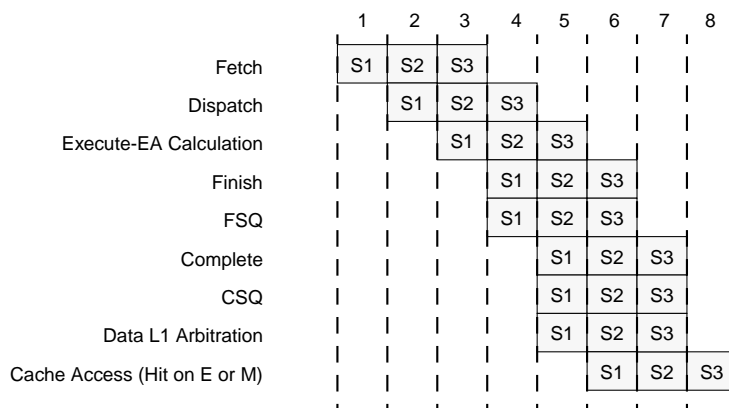 1 2 3 4 5 6 7 8
Fetch S1 S2 S3
Dispatch S1 S2 S3
Execute-EA Calculation S1 S2 S3
Finish S1 S2 S3
FSQ S1 S2 S3
Complete S1 S2 S3
CSQ S1 S2 S3
Data L1 Arbitration S1 S2 S3
Cache Access (Hit on E or M) S1 S2 S3